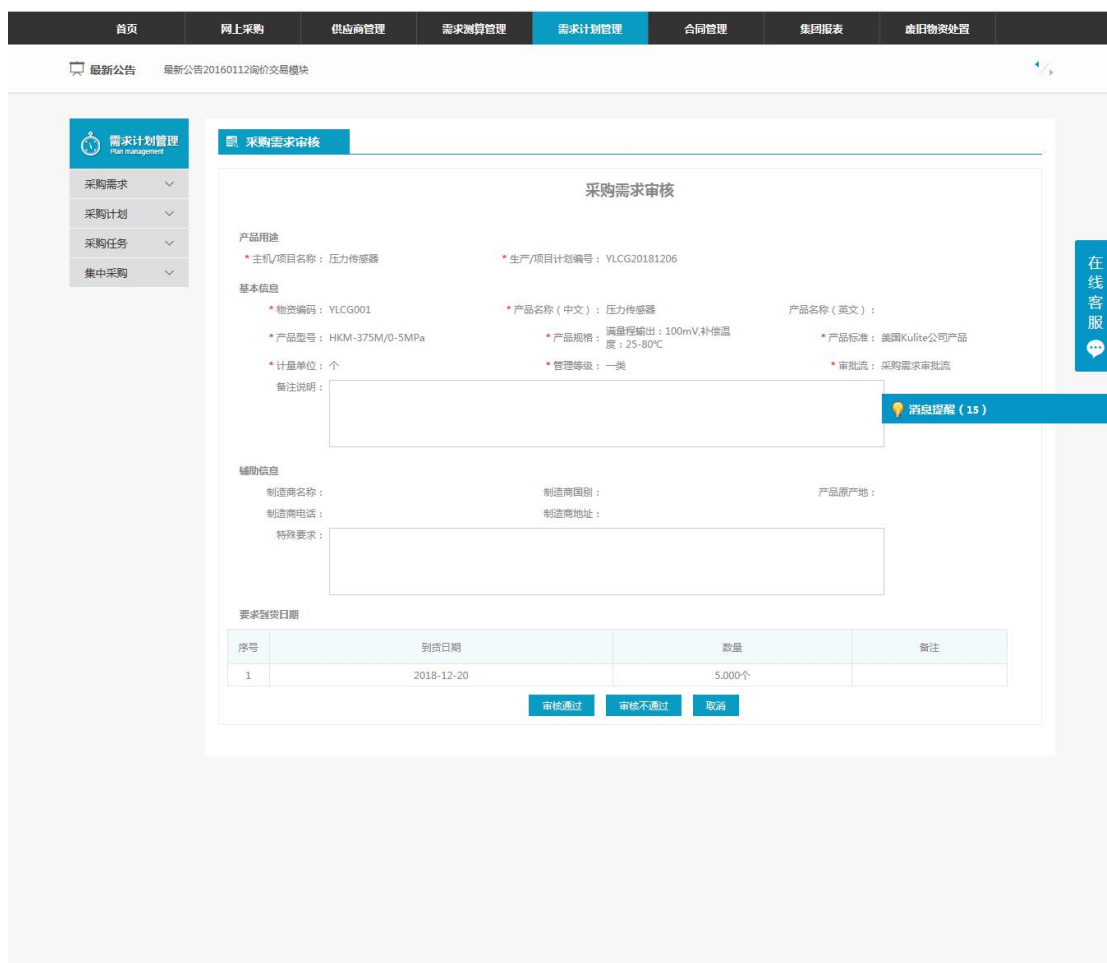 首页 网上采购 供应商管理 需求测算管理 需求计划管理 合同管理 集团报表 废旧物资处置
最新公告 最新公告20160112询价交易模块
需求计划管理
Plan management
采购需求
采购计划
采购任务
集中采购
采购需求审核
采购需求审核
产品用途
*主机/项目名称：压力传感器 *生产/项目计划编号：YLCG20181206
基本信息
*物资编码：YLCG001 *产品名称（中文）：压力传感器 产品名称（英文）：
*产品型号：HKM-375M/0-5MPa *产品规格：满量程输出：100mV,补偿温度：25-80℃ *产品标准：美国Kulite公司产品
*计量单位：个 *管理等级：一类 *审批流：采购需求审批流
备注说明：
辅助信息
制造商名称： 制造商国别： 产品原产地：
制造商电话： 制造商地址：
特殊要求：
要求到货日期
序号 到货日期 数量 备注
1 2018-12-20 5.000个
审核通过 审核不通过 取消
在线客服
消息提醒（15）